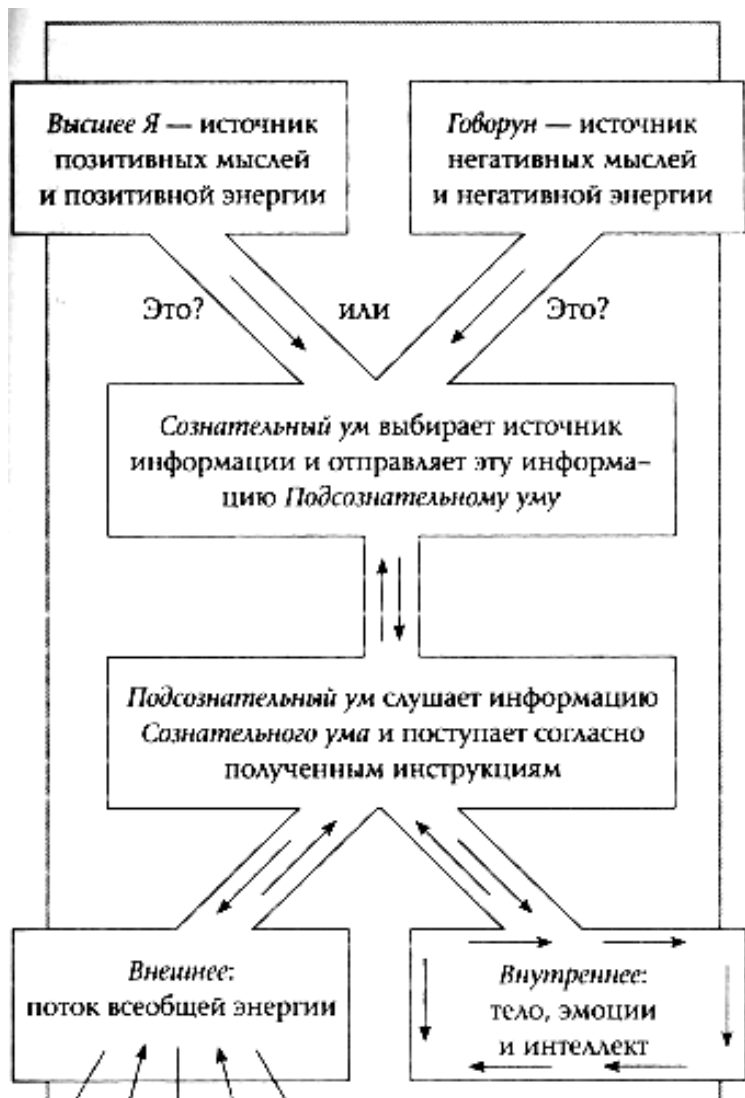 Высшее Я — источник
позитивных мыслей
и позитивной энергии
Говорун — источник
негативных мыслей
и негативной энергии
Это?
или
Это?
Сознательный ум выбирает источник
информации и отправляет эту информа-
цию Подсознательному уму
Подсознательный ум слушает информацию
Сознательного ума и поступает согласно
полученным инструкциям
Внешнее:
поток всеобщей энергии
Внутреннее:
тело, эмоции
и интеллект